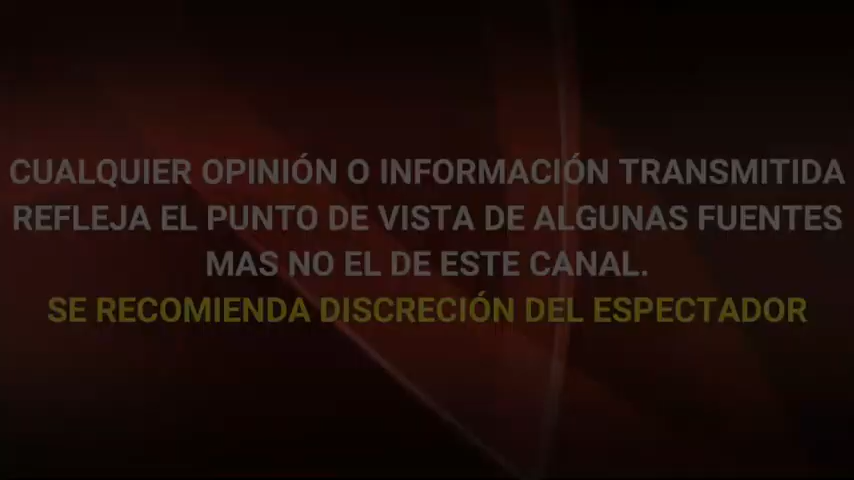 CUALQUIER OPINIÓN O INFORMACIÓN TRANSMITIDA
REFLEJA EL PUNTO DE VISTA DE ALGUNAS FUENTES
MAS NO EL DE ESTE CANAL.
SE RECOMIENDA DISCRECIÓN DEL ESPECTADOR